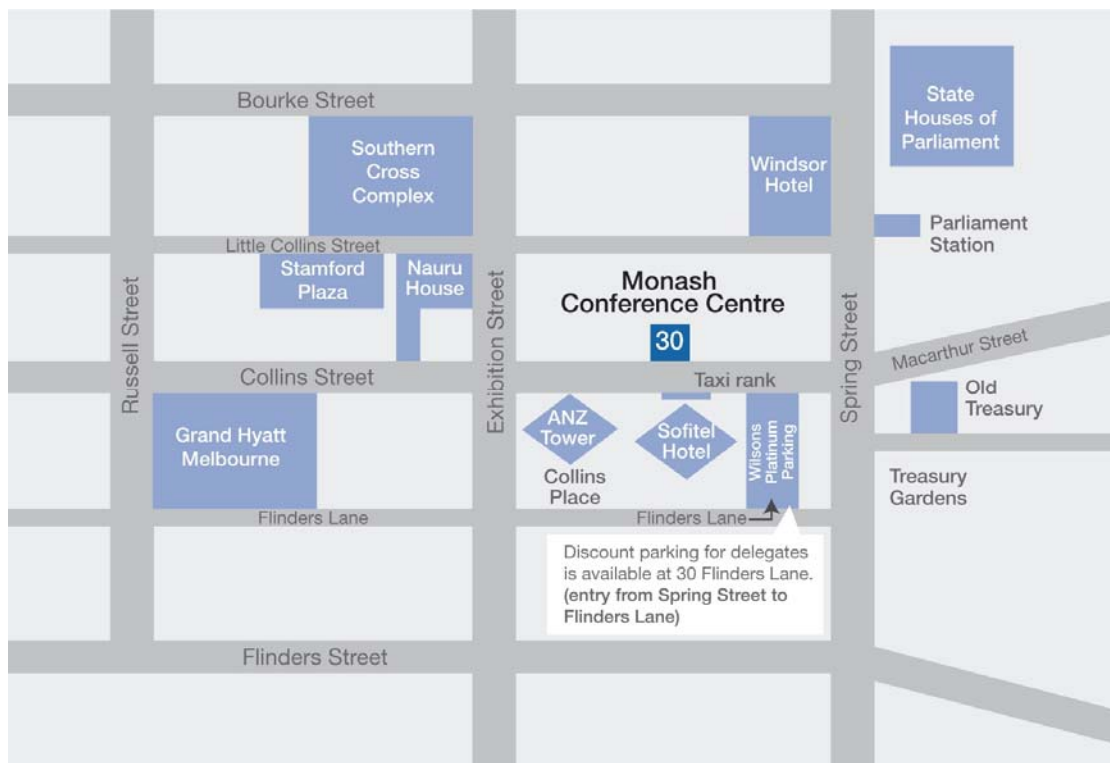 Bourke Street
State
Houses of
Parliament
Southern
Cross
Complex
Windsor
Hotel
Parliament
Station
Little Collins Street
Stamford
Plaza
Nauru
House
Monash
Conference Centre
30
Russell Street
Exhibition Street
Spring Street
Macarthur Street
Collins Street
Taxi rank
Old
Treasury
Grand Hyatt
Melbourne
ANZ
Tower
Collins
Place
Sofitel
Hotel
Wilsons
Platinum
Parking
Treasury
Gardens
Flinders Lane
Flinders Lane
Discount parking for delegates
is available at 30 Flinders Lane.
(entry from Spring Street to
Flinders Lane)
Flinders Street